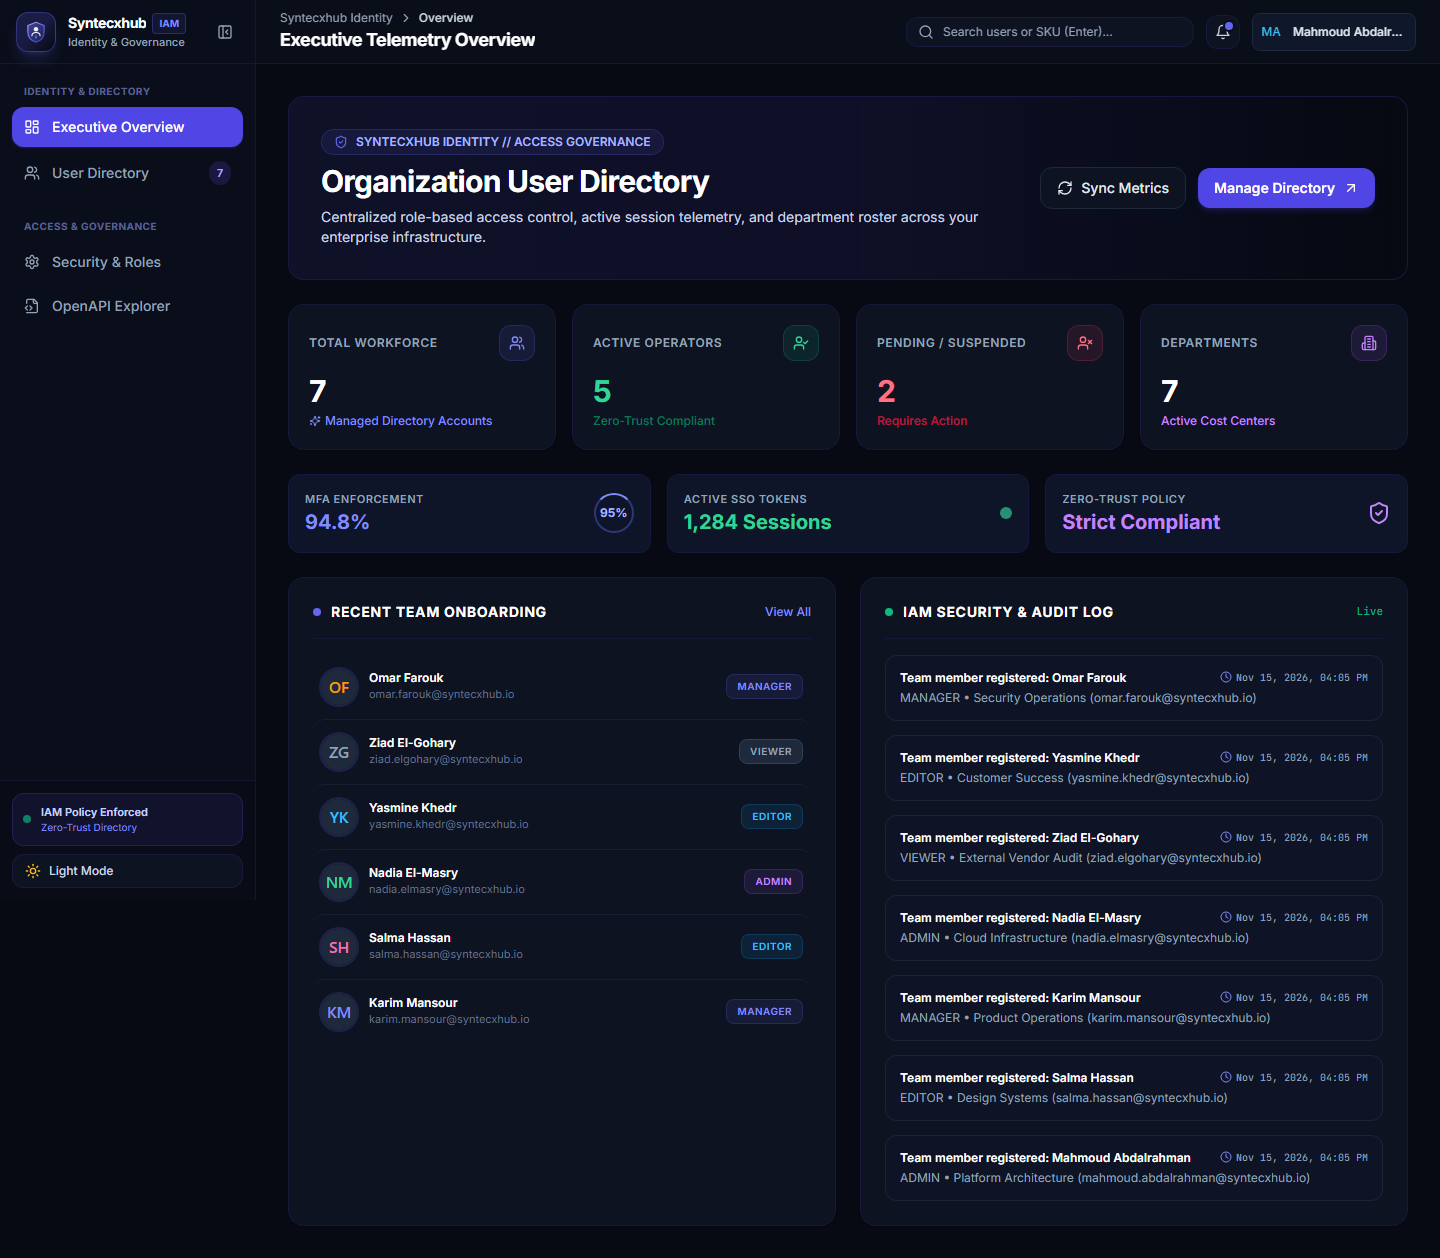 Syntecxhub IAM
Identity & Governance
IDENTITY & DIRECTORY
Executive Overview
User Directory 7
ACCESS & GOVERNANCE
Security & Roles
OpenAPI Explorer
IAM Policy Enforced
Zero-Trust Directory
Light Mode
Syntecxhub Identity > Overview
Executive Telemetry Overview
Search users or SKU (Enter)...
MA Mahmoud Abdalr...
SYNTECXHUB IDENTITY // ACCESS GOVERNANCE
Organization User Directory
Centralized role-based access control, active session telemetry, and department roster across your
enterprise infrastructure.
Sync Metrics
Manage Directory
TOTAL WORKFORCE
7
Managed Directory Accounts
ACTIVE OPERATORS
5
Zero-Trust Compliant
PENDING / SUSPENDED
2
Requires Action
DEPARTMENTS
7
Active Cost Centers
MFA ENFORCEMENT
94.8%
95%
ACTIVE SSO TOKENS
1,284 Sessions
ZERO-TRUST POLICY
Strict Compliant
RECENT TEAM ONBOARDING
View All
OF
Omar Farouk
omar.farouk@syntecxhub.io
MANAGER
ZG
Ziad El-Gohary
ziad.elgohary@syntecxhub.io
VIEWER
YK
Yasmine Khedr
yasmine.khedr@syntecxhub.io
EDITOR
NM
Nadia El-Masry
nadia.elmasry@syntecxhub.io
ADMIN
SH
Salma Hassan
salma.hassan@syntecxhub.io
EDITOR
KM
Karim Mansour
karim.mansour@syntecxhub.io
MANAGER
IAM SECURITY & AUDIT LOG
Live
Team member registered: Omar Farouk Nov 15, 2026, 04:05 PM
MANAGER • Security Operations (omar.farouk@syntecxhub.io)
Team member registered: Yasmine Khedr Nov 15, 2026, 04:05 PM
EDITOR • Customer Success (yasmine.khedr@syntecxhub.io)
Team member registered: Ziad El-Gohary Nov 15, 2026, 04:05 PM
VIEWER • External Vendor Audit (ziad.elgohary@syntecxhub.io)
Team member registered: Nadia El-Masry Nov 15, 2026, 04:05 PM
ADMIN • Cloud Infrastructure (nadia.elmasry@syntecxhub.io)
Team member registered: Karim Mansour Nov 15, 2026, 04:05 PM
MANAGER • Product Operations (karim.mansour@syntecxhub.io)
Team member registered: Salma Hassan Nov 15, 2026, 04:05 PM
EDITOR • Design Systems (salma.hassan@syntecxhub.io)
Team member registered: Mahmoud Abdalrahman Nov 15, 2026, 04:05 PM
ADMIN • Platform Architecture (mahmoud.abdalrahman@syntecxhub.io)